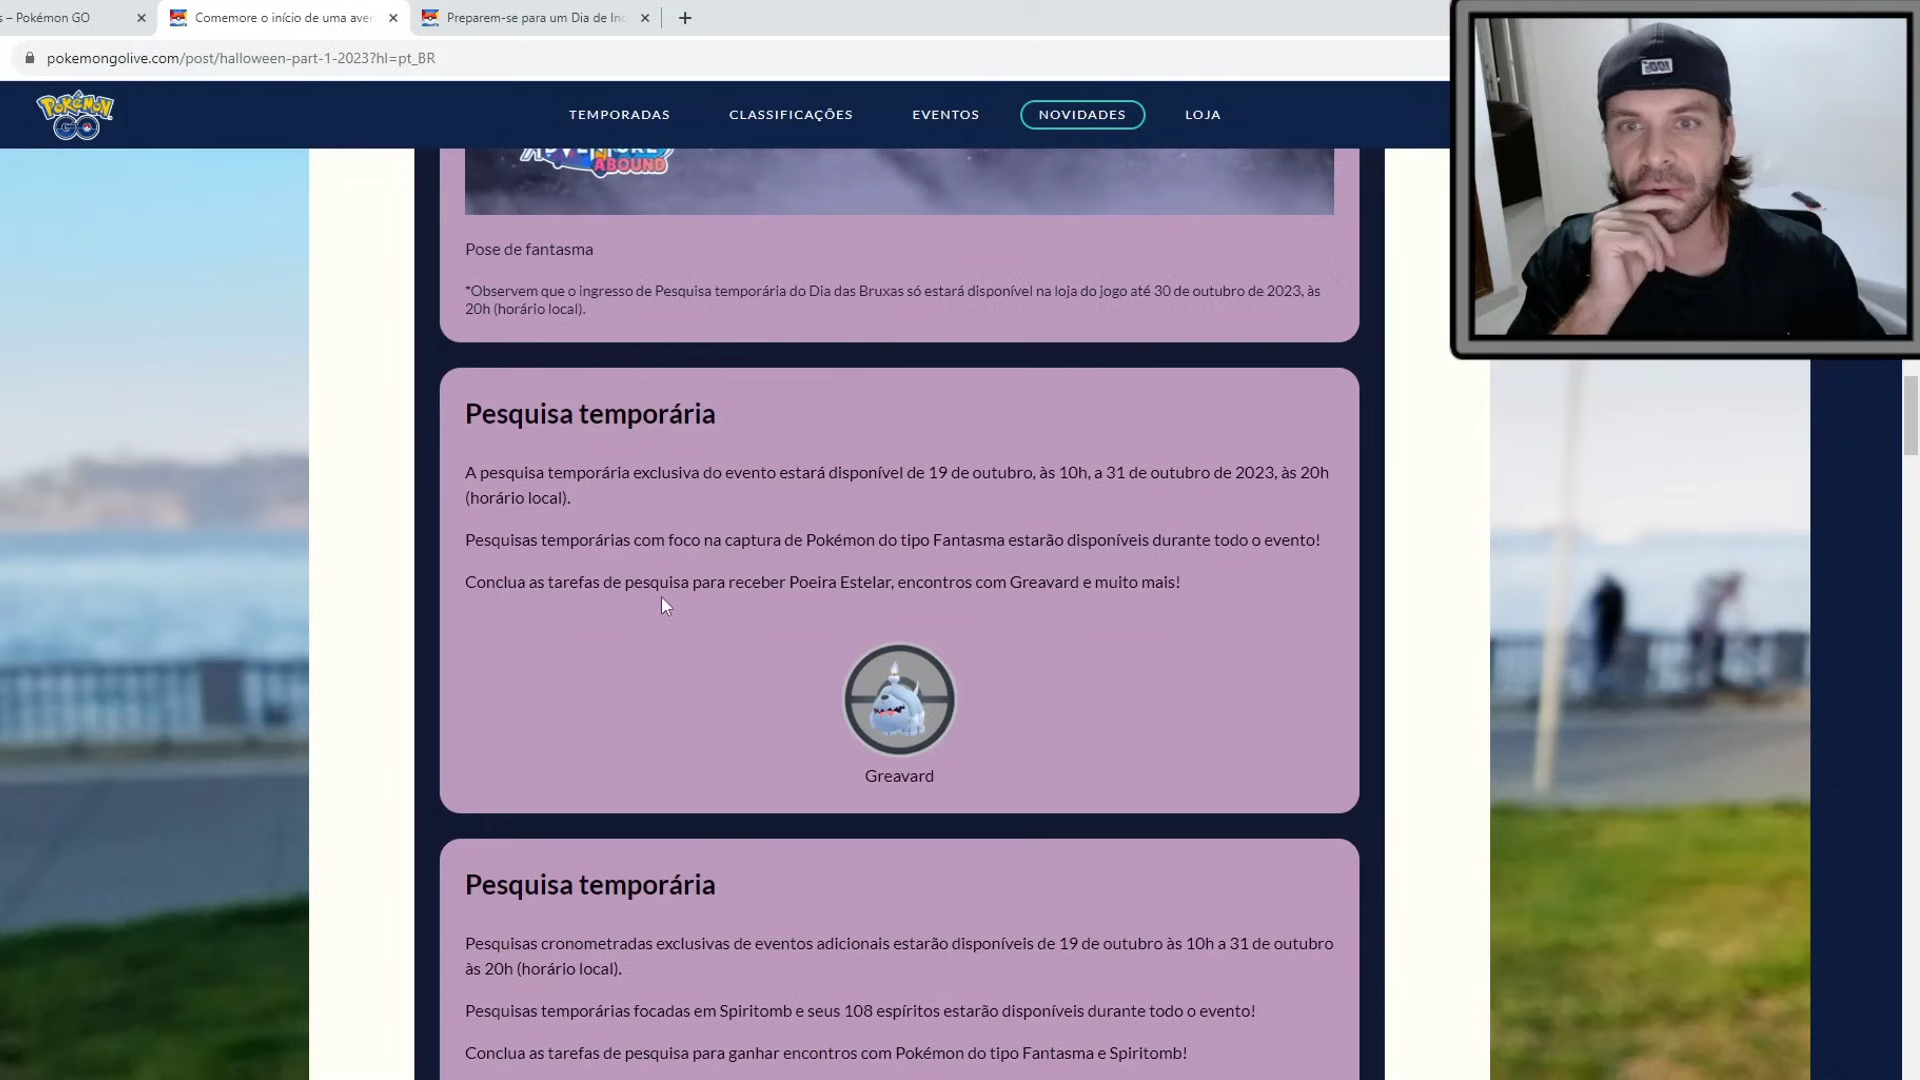 s – Pokémon GO
Comemore o início de uma aven
Preparem-se para um Dia de Inc
pokemongolive.com/post/halloween-part-1-2023?hl=pt_BR
POKÉMON GO
TEMPORADAS
CLASSIFICAÇÕES
EVENTOS
NOVIDADES
LOJA
ADVENTURE
ABOUND
Pose de fantasma
*Observem que o ingresso de Pesquisa temporária do Dia das Bruxas só estará disponível na loja do jogo até 30 de outubro de 2023, às
20h (horário local).
Pesquisa temporária
A pesquisa temporária exclusiva do evento estará disponível de 19 de outubro, às 10h, a 31 de outubro de 2023, às 20h
(horário local).
Pesquisas temporárias com foco na captura de Pokémon do tipo Fantasma estarão disponíveis durante todo o evento!
Conclua as tarefas de pesquisa para receber Poeira Estelar, encontros com Greavard e muito mais!
Greavard
Pesquisa temporária
Pesquisas cronometradas exclusivas de eventos adicionais estarão disponíveis de 19 de outubro às 10h a 31 de outubro
às 20h (horário local).
Pesquisas temporárias focadas em Spiritomb e seus 108 espíritos estarão disponíveis durante todo o evento!
Conclua as tarefas de pesquisa para ganhar encontros com Pokémon do tipo Fantasma e Spiritomb!